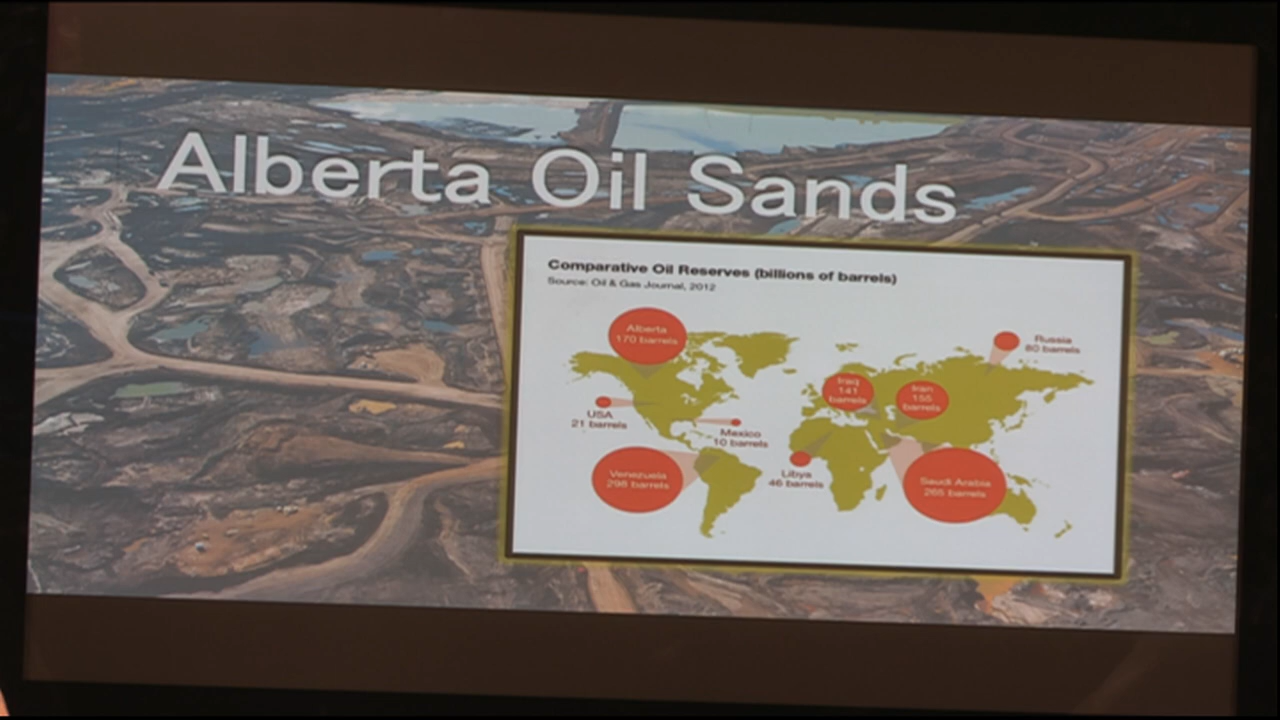 Alberta Oil Sands
Comparative Oil Reserves (billions of barrels)
Source: Oil & Gas Journal, 2012
Alberta
170 barrels
Russia
80 barrels
Iraq
141
barrels
Iran
155
barrels
USA
21 barrels
Mexico
10 barrels
Venezuela
298 barrels
Libya
46 barrels
Saudi Arabia
265 barrels